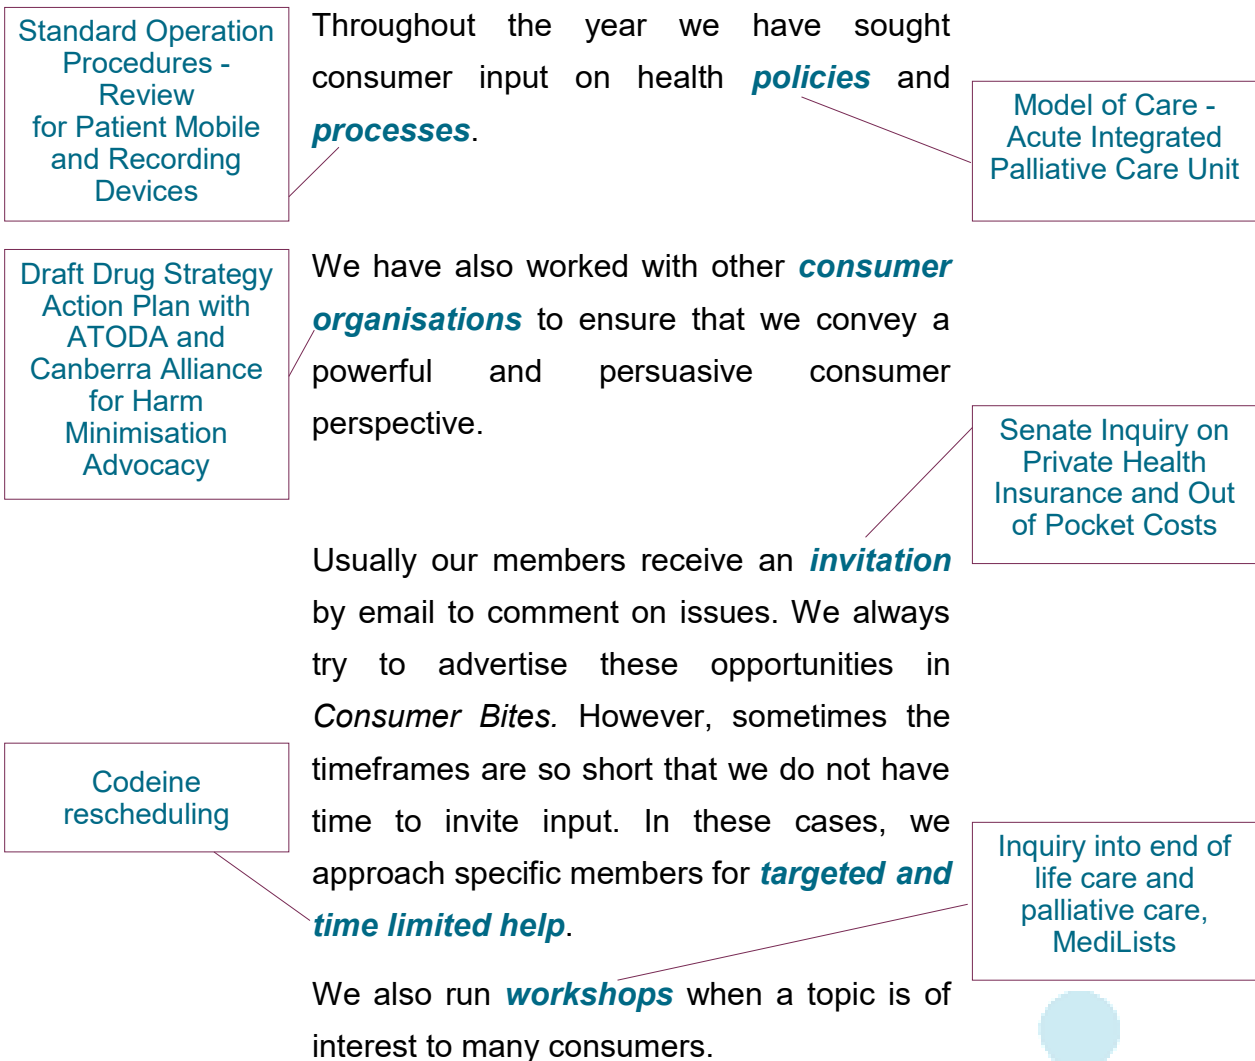 Standard Operation
Procedures -
Review
for Patient Mobile
and Recording
Devices
Throughout the year we have sought
consumer input on health policies and
processes.
Model of Care -
Acute Integrated
Palliative Care Unit
Draft Drug Strategy
Action Plan with
ATODA and
Canberra Alliance
for Harm
Minimisation
Advocacy
We have also worked with other consumer
organisations to ensure that we convey a
powerful and persuasive consumer
perspective.
Senate Inquiry on
Private Health
Insurance and Out
of Pocket Costs
Usually our members receive an invitation
by email to comment on issues. We always
try to advertise these opportunities in
Consumer Bites. However, sometimes the
timeframes are so short that we do not have
time to invite input. In these cases, we
approach specific members for targeted and
time limited help.
Codeine
rescheduling
Inquiry into end of
life care and
palliative care,
MediLists
We also run workshops when a topic is of
interest to many consumers.